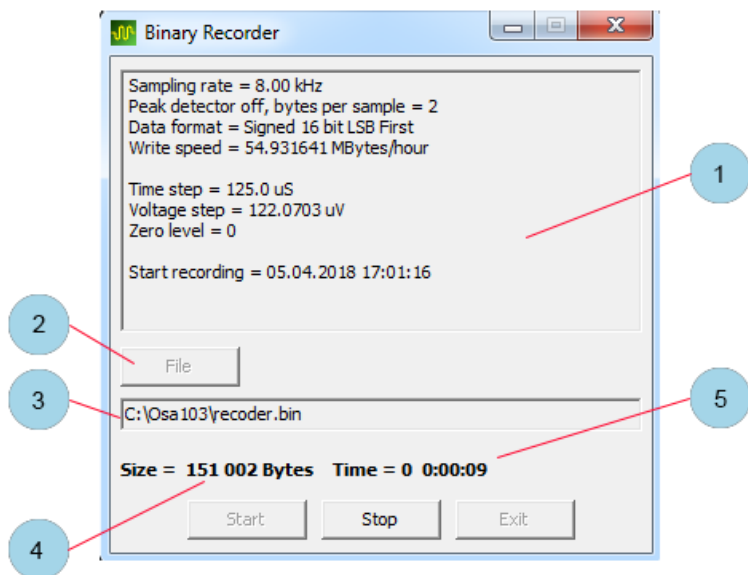 Binary Recorder
Sampling rate = 8.00 kHz
Peak detector off, bytes per sample = 2
Data format = Signed 16 bit LSB First
Write speed = 54.931641 MBytes/hour
Time step = 125.0 uS
Voltage step = 122.0703 uV
Zero level = 0
Start recording = 05.04.2018 17:01:16
1
2
File
3
C:\Osa103\recoder.bin
5
Size = 151 002 Bytes Time = 0 0:00:09
Start Stop Exit
4